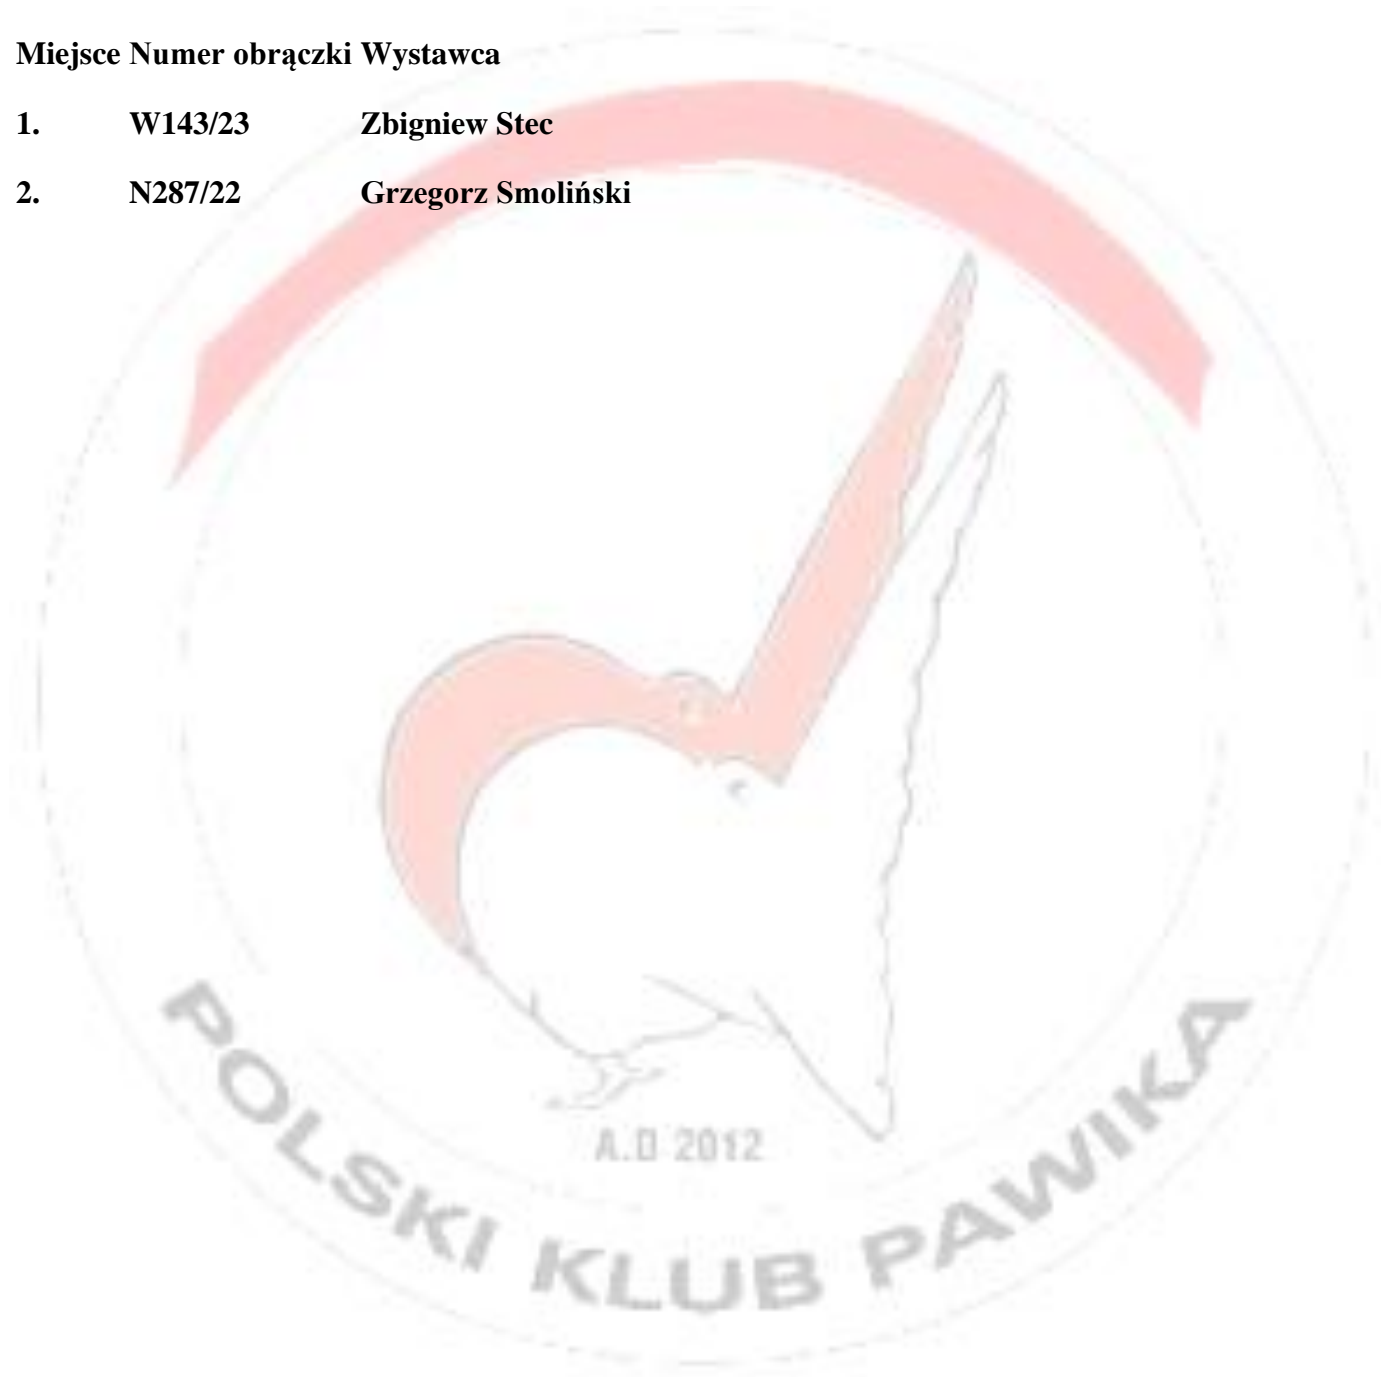 Miejsce Numer obrączki Wystawca
1. W143/23 Zbigniew Stec
2. N287/22 Grzegorz Smoliński
A.D 2012
POLSKI KLUB PAWIKA